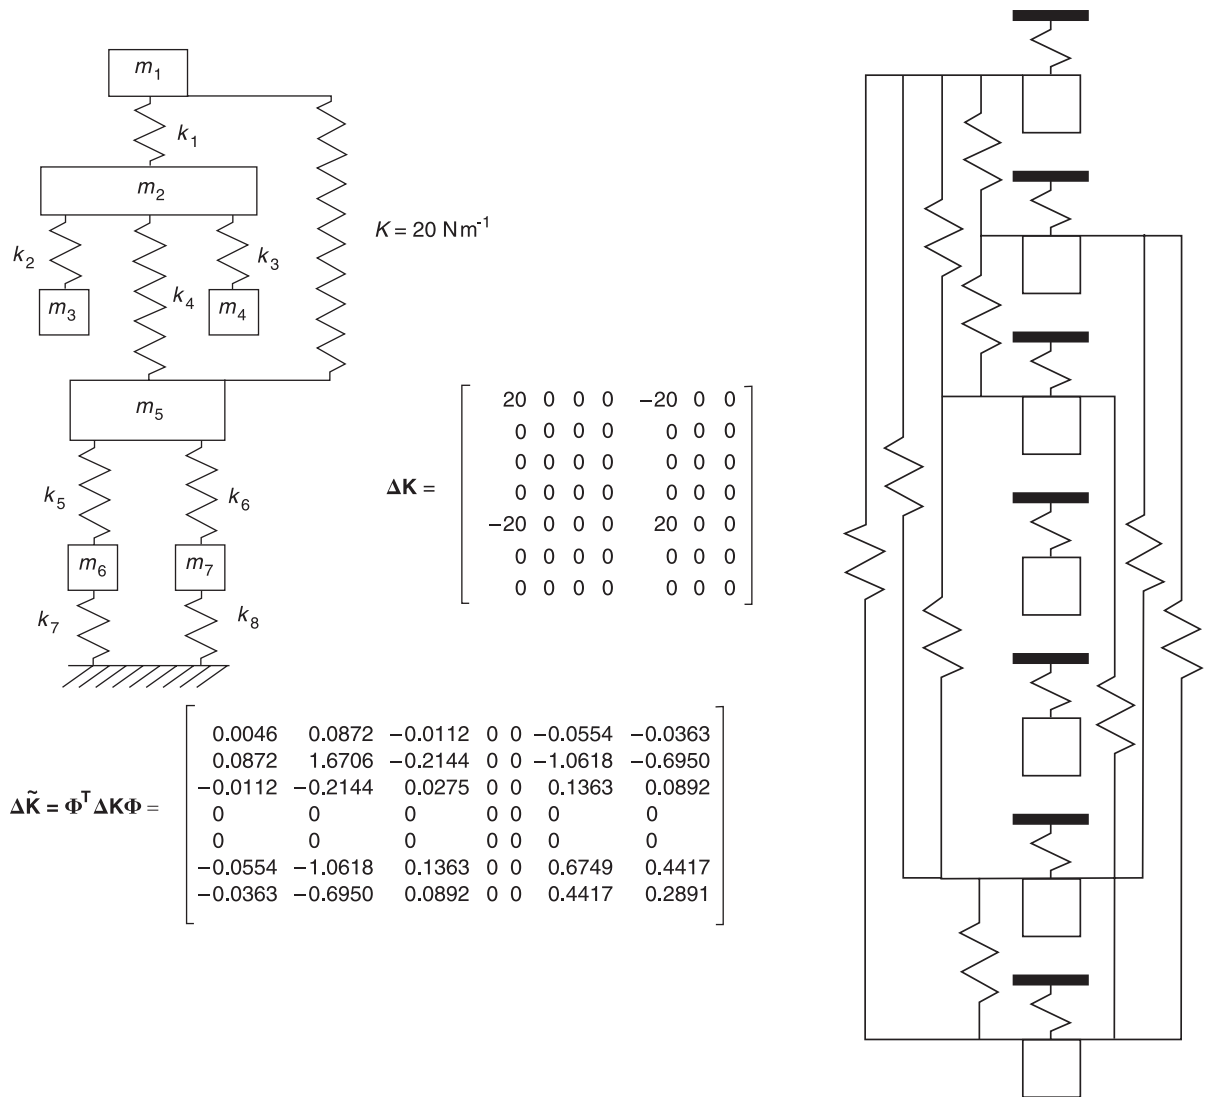 m₁
k₁
m₂
K = 20 Nm⁻¹
k₂
k₃
k₄
m₃
m₄
m₅
k₅
k₆
m₆
m₇
k₇
k₈
20 0 0 0 −20 0 0
0 0 0 0 0 0 0
0 0 0 0 0 0 0
ΔK = 0 0 0 0 0 0 0
−20 0 0 0 20 0 0
0 0 0 0 0 0 0
0 0 0 0 0 0 0
0.0046 0.0872 −0.0112 0 0 −0.0554 −0.0363
0.0872 1.6706 −0.2144 0 0 −1.0618 −0.6950
−0.0112 −0.2144 0.0275 0 0 0.1363 0.0892
ΔK̃ = Φᵀ ΔKΦ = 0 0 0 0 0 0 0
0 0 0 0 0 0 0
−0.0554 −1.0618 0.1363 0 0 0.6749 0.4417
−0.0363 −0.6950 0.0892 0 0 0.4417 0.2891